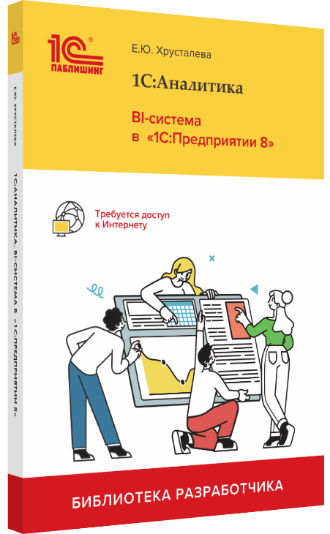 1С
ПАБЛИШИНГ
Е.Ю. Хрусталева
1С:Аналитика
BI-система
в «1С:Предприятии 8»
Требуется доступ
к Интернету
БИБЛИОТЕКА РАЗРАБОТЧИКА
Е.Ю. ХРУСТАЛЕВА
1С:АНАЛИТИКА. BI-СИСТЕМА В «1С:ПРЕДПРИЯТИИ 8»